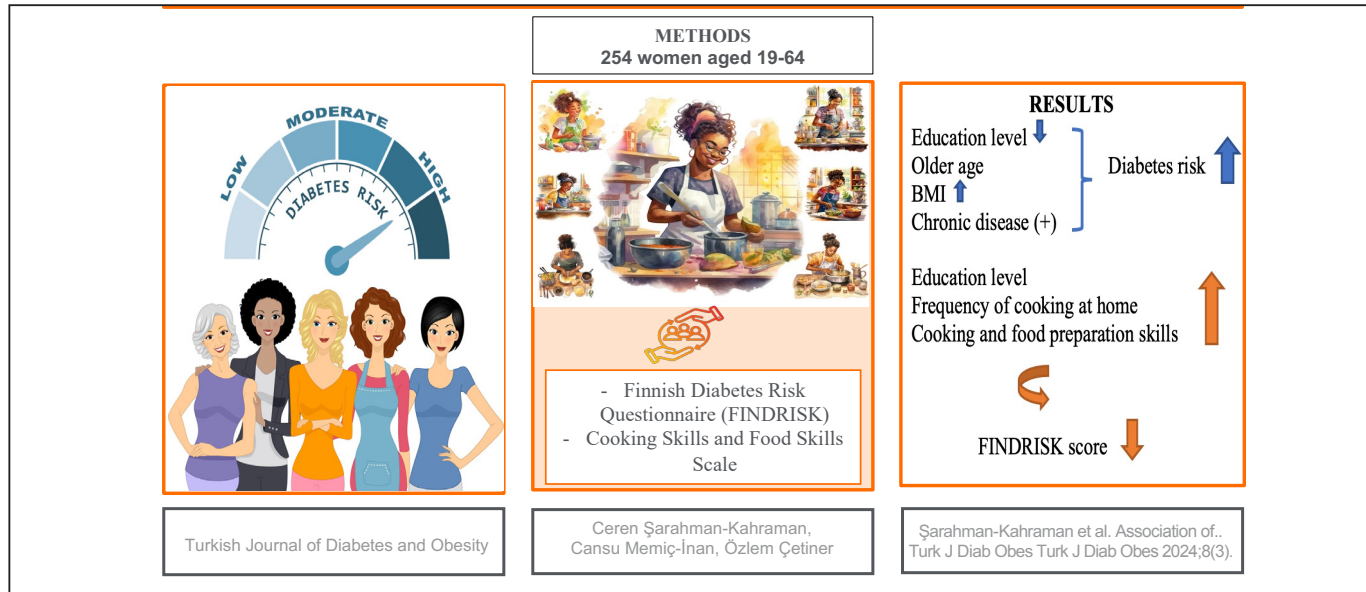 METHODS
254 women aged 19-64
LOW
MODERATE
HIGH
DIABETES RISK
- Finnish Diabetes Risk
Questionnaire (FINDRISK)
- Cooking Skills and Food Skills
Scale
RESULTS
Education level
Older age
BMI
Chronic disease (+)
Diabetes risk
Education level
Frequency of cooking at home
Cooking and food preparation skills
FINDRISK score
Turkish Journal of Diabetes and Obesity
Ceren Şarahman-Kahraman,
Cansu Memiç-İnan, Özlem Çetiner
Şarahman-Kahraman et al. Association of..
Turk J Diab Obes Turk J Diab Obes 2024;8(3).